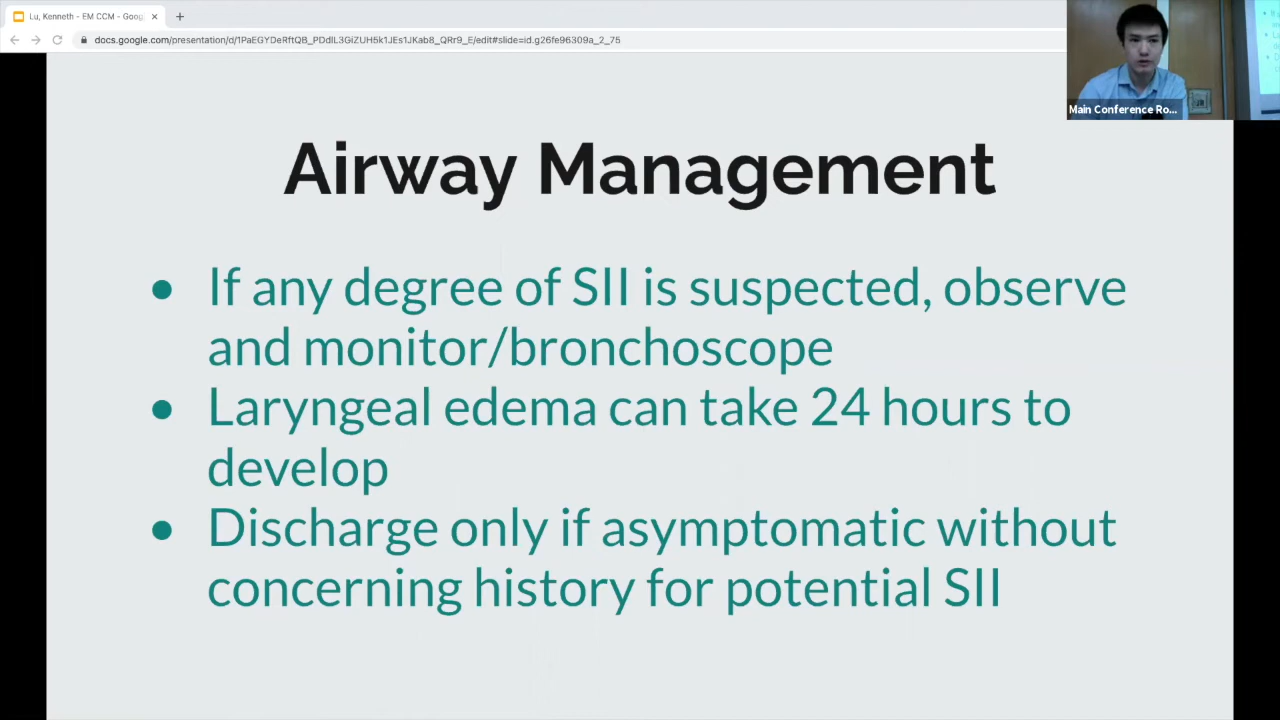 Lu, Kenneth - EM CCM - Goog
docs.google.com/presentation/d/1PaEGYDeRftQB_PDdlL3GiZUH5k1JEs1JKab8_QRr9_E/edit#slide=id.g26fe96309a_2_75
Main Conference Ro...
Airway Management
• If any degree of SII is suspected, observe
and monitor/bronchoscope
• Laryngeal edema can take 24 hours to
develop
• Discharge only if asymptomatic without
concerning history for potential SII